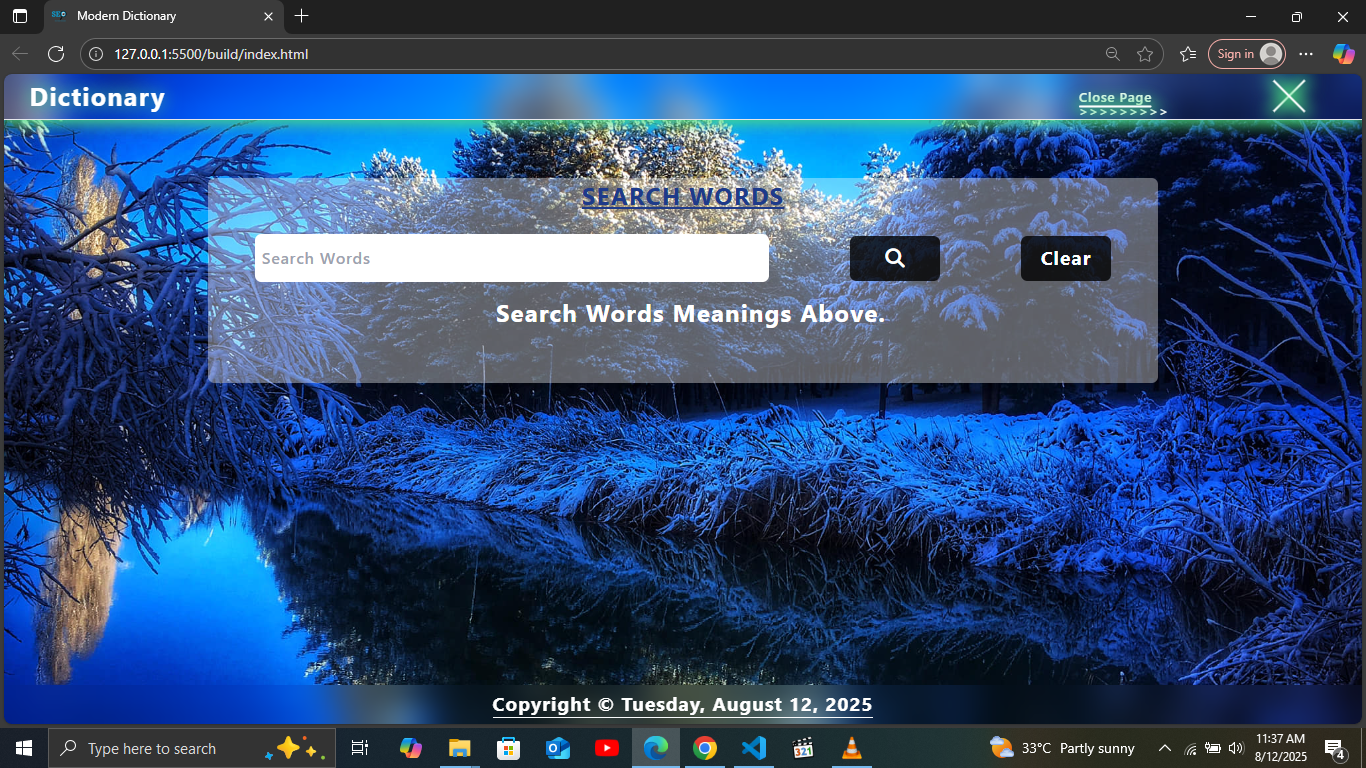 Modern Dictionary
127.0.0.1:5500/build/index.html
Sign in
Dictionary
Close Page
>>>>>>>>>
SEARCH WORDS
Search Words
Clear
Search Words Meanings Above.
Copyright © Tuesday, August 12, 2025
Type here to search
321
33°C Partly sunny
11:37 AM
8/12/2025
4